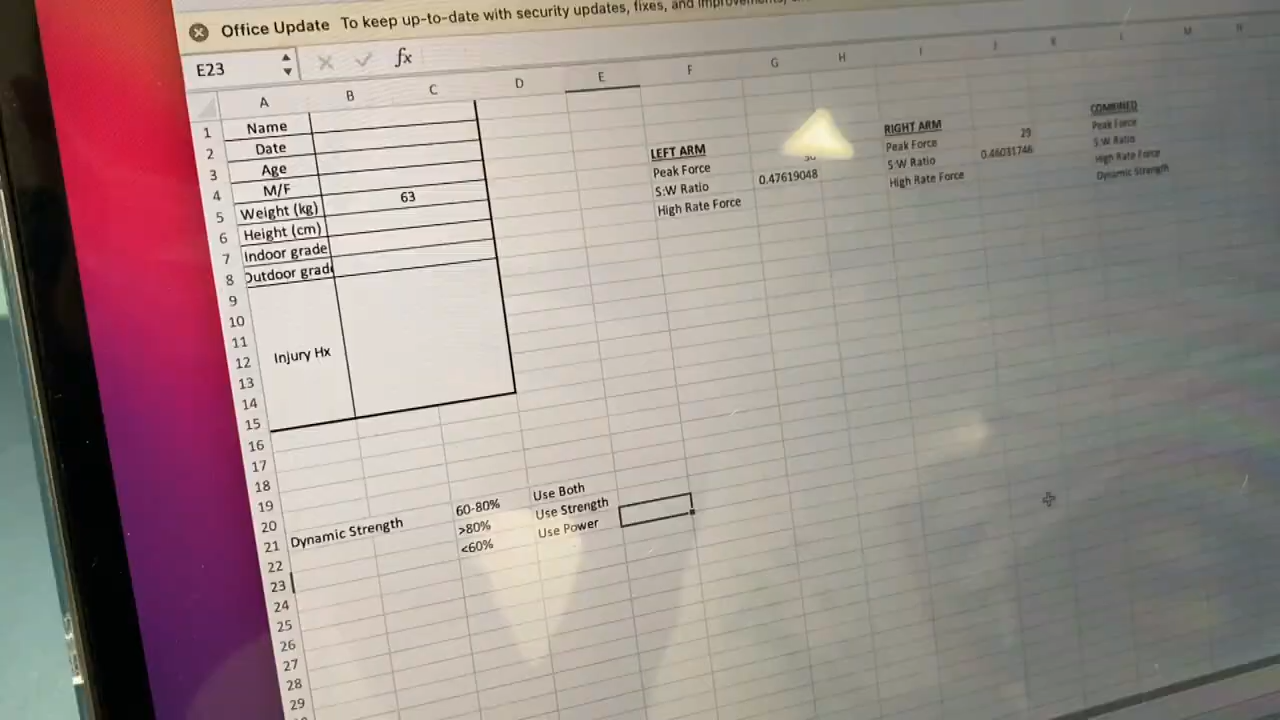 Office Update To keep up-to-date with security updates, fixes, and improvements,
E23 fx
A B C D E F G H I J K L M N
1 Name
2 Date
3 Age
4 M/F
5 Weight (kg) 63
6 Height (cm)
7 Indoor grade
8 Outdoor grad
9
10
11
12 Injury Hx
13
14
15
16
17
18
19
20
21
22
23
24
25
26
27
28
29
LEFT ARM
Peak Force 30
S:W Ratio 0.47619048
High Rate Force
RIGHT ARM
Peak Force 29
S:W Ratio 0.46031746
High Rate Force
COMBINED
Peak Force
S:W Ratio
High Rate Force
Dynamic Strength
60-80% Use Both
Dynamic Strength >80% Use Strength
<60% Use Power